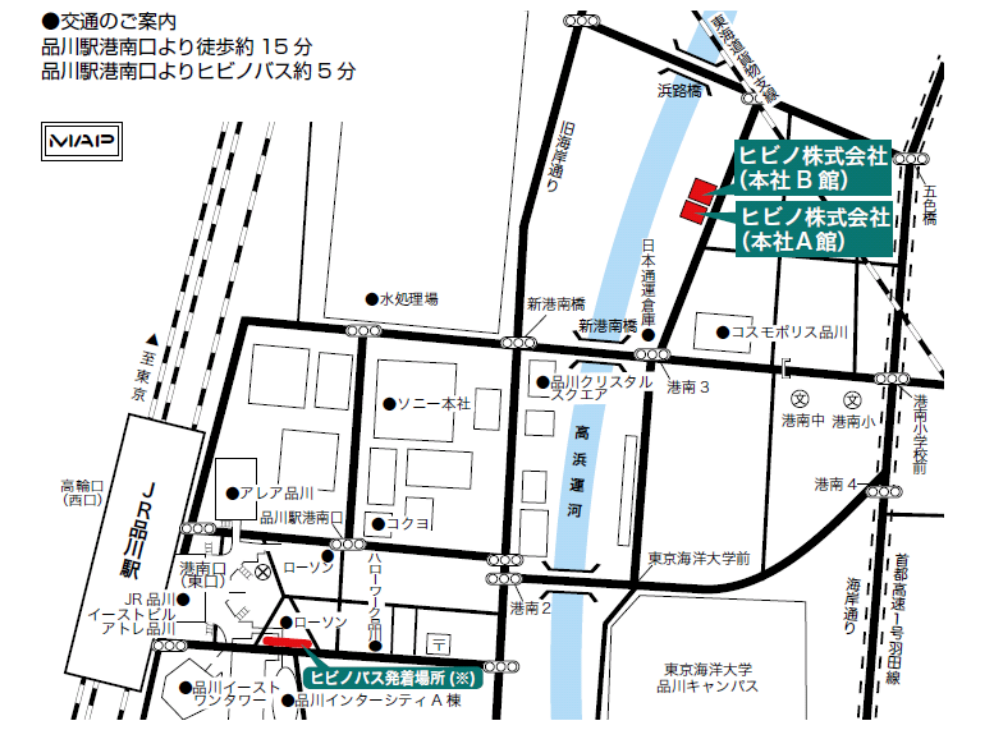 ●交通のご案内
品川駅港南口より徒歩約 15 分
品川駅港南口よりヒビノバス約 5 分
MAP
東海道貨物支線
浜路橋
旧海岸通り
ヒビノ株式会社
(本社 B 館)
ヒビノ株式会社
(本社A館)
五色橋
日本通運倉庫
●水処理場
新港南橋
新港南橋
●コスモポリス品川
▲至東京
●品川クリスタル
スクエア
港南 3
●ソニー本社
文
文
港南中
港南小
港南小学校前
高浜運河
高輪口
(西口)
JR品川駅
●アレア品川
港南 4
品川駅港南口
●コクヨ
ローソン
ハローワーク品川
東京海洋大学前
港南口
(東口)
JR 品川
イーストビル
アトレ品川
●ローソン
港南 2
海岸通り
首都高速1号羽田線
〒
ヒビノバス発着場所 (※)
東京海洋大学
品川キャンパス
●品川イースト
ワンタワー
●品川インターシティ A 棟